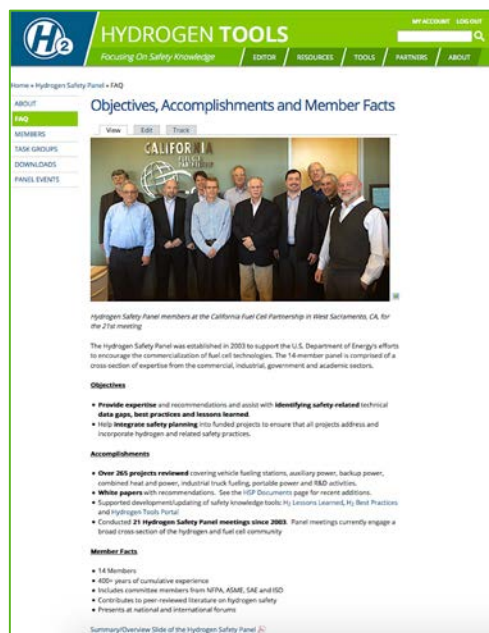 MY ACCOUNT LOG OUT
H2
HYDROGEN TOOLS
Focusing On Safety Knowledge
EDITOR RESOURCES TOOLS PARTNERS ABOUT
Home » Hydrogen Safety Panel » FAQ
ABOUT
FAQ
MEMBERS
TASK GROUPS
DOWNLOADS
PANEL EVENTS
Objectives, Accomplishments and Member Facts
View Edit Track
CALIFORNIA
FUEL CELL
PARTNERSHIP
Hydrogen Safety Panel members at the California Fuel Cell Partnership in West Sacramento, CA, for
the 21st meeting
The Hydrogen Safety Panel was established in 2003 to support the U.S. Department of Energy's efforts
to encourage the commercialization of fuel cell technologies. The 14-member panel is comprised of a
cross-section of expertise from the commercial, industrial, government and academic sectors.
Objectives
• Provide expertise and recommendations and assist with identifying safety-related technical
data gaps, best practices and lessons learned.
• Help integrate safety planning into funded projects to ensure that all projects address and
incorporate hydrogen and related safety practices.
Accomplishments
• Over 265 projects reviewed covering vehicle fueling stations, auxiliary power, backup power,
combined heat and power, industrial truck fueling, portable power and R&D activities.
• White papers with recommendations. See the HSP Documents page for recent additions.
• Supported development/updating of safety knowledge tools: H2 Lessons Learned, H2 Best Practices
and Hydrogen Tools Portal
• Conducted 21 Hydrogen Safety Panel meetings since 2003. Panel meetings currently engage a
broad cross-section of the hydrogen and fuel cell community
Member Facts
• 14 Members
• 400+ years of cumulative experience
• Includes committee members from NFPA, ASME, SAE and ISO
• Contributes to peer-reviewed literature on hydrogen safety
• Presents at national and international forums
Summary/Overview Slide of the Hydrogen Safety Panel